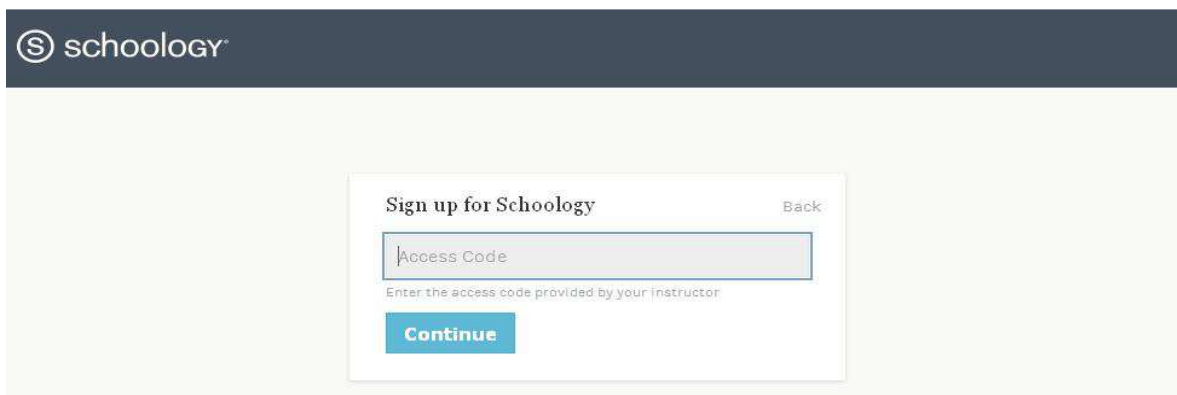 schoology
Sign up for Schoology
Back
Access Code
Enter the access code provided by your instructor
Continue